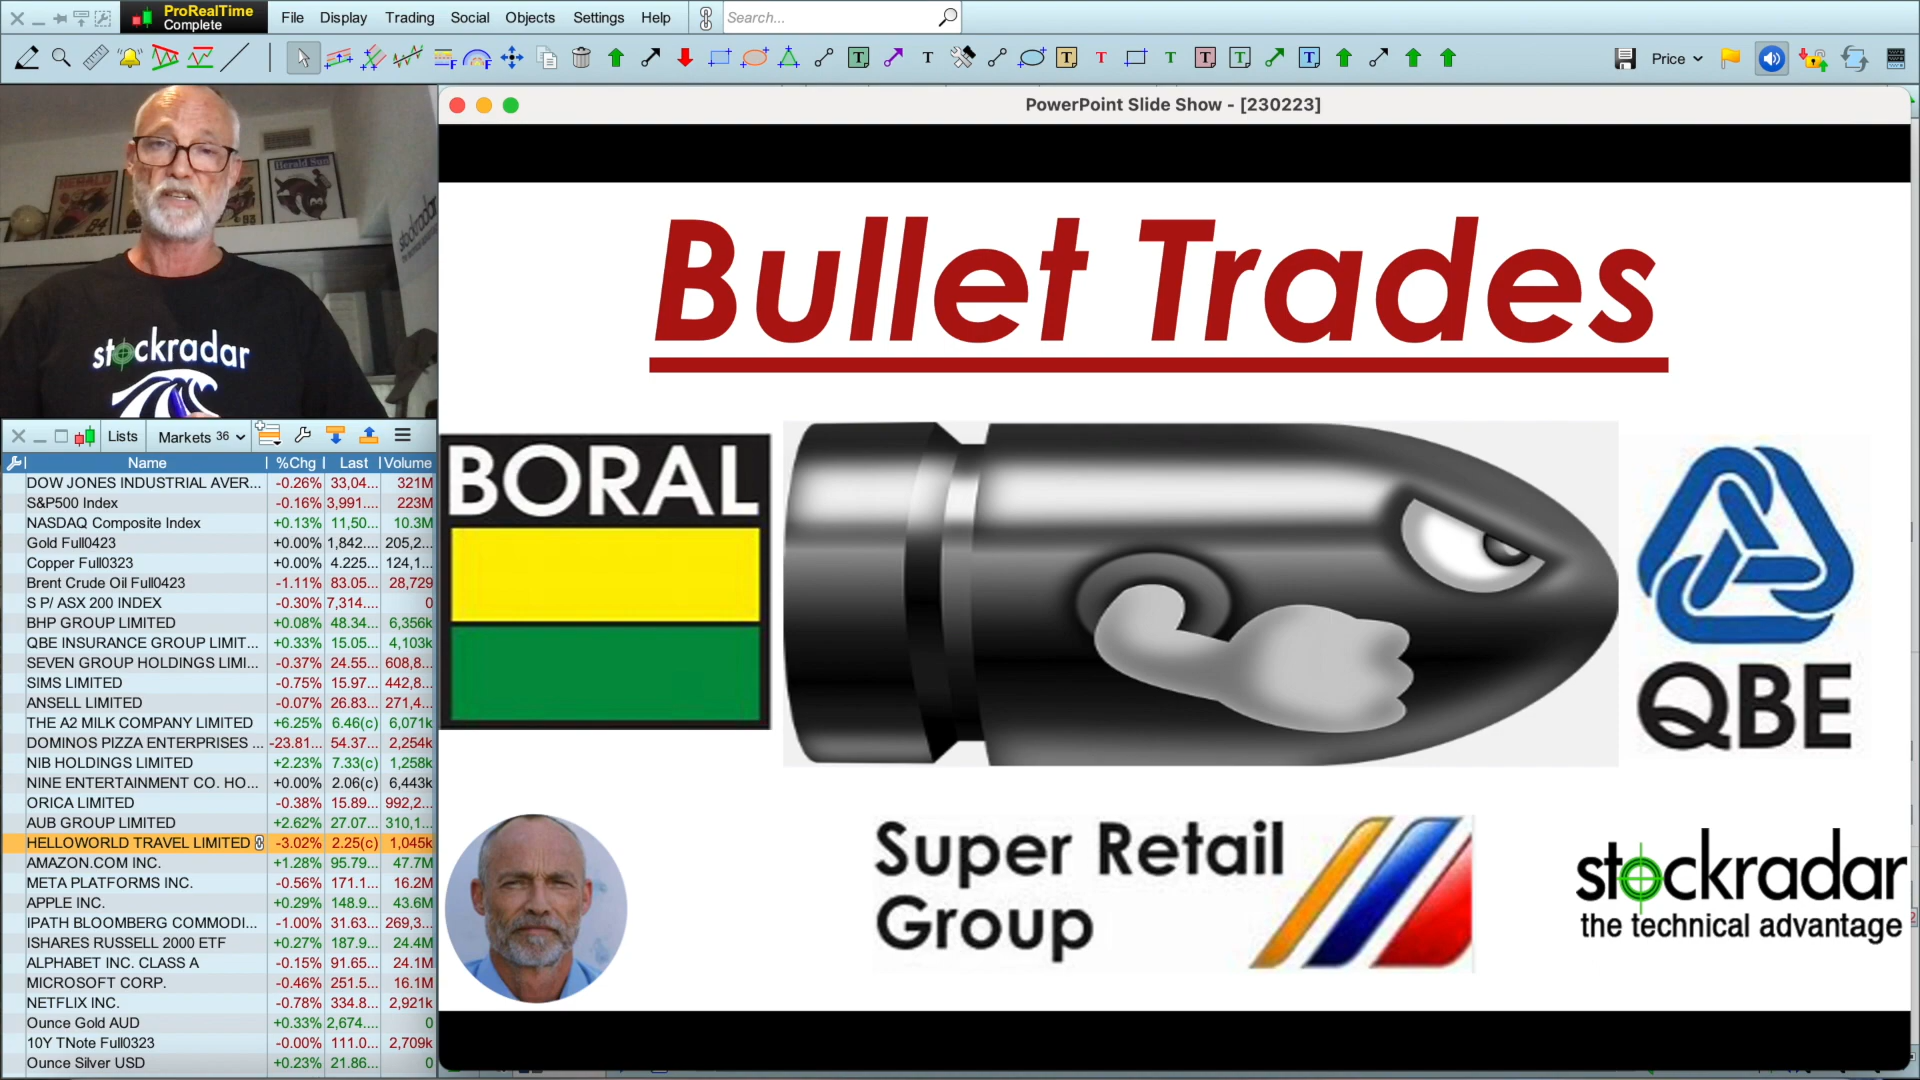 ProRealTime
Complete
File Display Trading Social Objects Settings Help
Search...
Price
PowerPoint Slide Show - [230223]
HERALD
Herald Sun
stockradar
Bullet Trades
BORAL
QBE
Super Retail
Group
stockradar
the technical advantage
Lists Markets 36
Name %Chg Last Volume
DOW JONES INDUSTRIAL AVER... -0.26% 33,04... 321M
S&P500 Index -0.16% 3,991.... 223M
NASDAQ Composite Index +0.13% 11,50... 10.3M
Gold Full0423 +0.00% 1,842.... 205,2...
Copper Full0323 +0.00% 4.225... 124,1...
Brent Crude Oil Full0423 -1.11% 83.05... 28,729
S P/ ASX 200 INDEX -0.30% 7,314.... 0
BHP GROUP LIMITED +0.08% 48.34... 6,356k
QBE INSURANCE GROUP LIMIT... +0.33% 15.05... 4,103k
SEVEN GROUP HOLDINGS LIMI... -0.37% 24.55... 608,8...
SIMS LIMITED -0.75% 15.97... 442,8...
ANSELL LIMITED -0.07% 26.83... 271,4...
THE A2 MILK COMPANY LIMITED +6.25% 6.46(c) 6,071k
DOMINOS PIZZA ENTERPRISES ... -23.81... 54.37... 2,254k
NIB HOLDINGS LIMITED +2.23% 7.33(c) 1,258k
NINE ENTERTAINMENT CO. HO... +0.00% 2.06(c) 6,443k
ORICA LIMITED -0.38% 15.89... 992,2...
AUB GROUP LIMITED +2.62% 27.07... 310,1...
HELLOWORLD TRAVEL LIMITED -3.02% 2.25(c) 1,045k
AMAZON.COM INC. +1.28% 95.79... 47.7M
META PLATFORMS INC. -0.56% 171.1... 16.2M
APPLE INC. +0.29% 148.9... 43.6M
IPATH BLOOMBERG COMMODI... -1.00% 31.63... 269,3...
ISHARES RUSSELL 2000 ETF +0.27% 187.9... 24.4M
ALPHABET INC. CLASS A -0.15% 91.65... 24.1M
MICROSOFT CORP. -0.46% 251.5... 16.1M
NETFLIX INC. -0.78% 334.8... 2,921k
Ounce Gold AUD +0.33% 2,674.... 0
10Y TNote Full0323 -0.00% 111.0... 2,709k
Ounce Silver USD +0.23% 21.86... 0